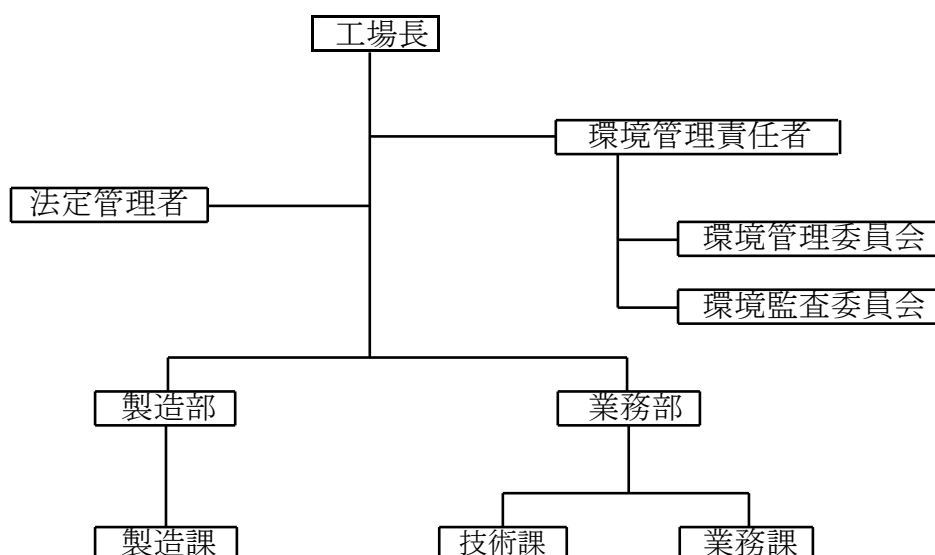 工場長
環境管理責任者
法定管理者
環境管理委員会
環境監査委員会
製造部
業務部
製造課
技術課
業務課